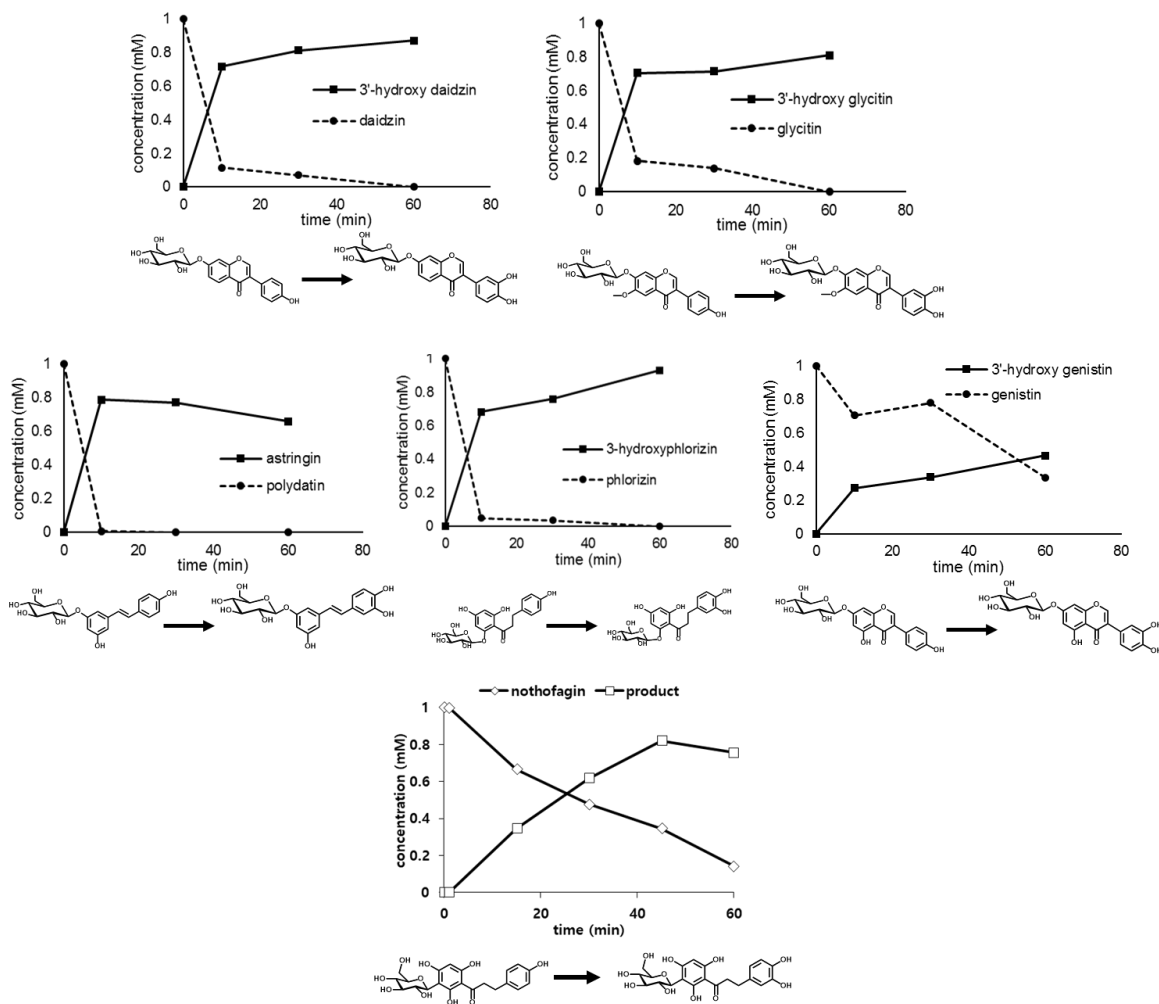 concentration (mM)
1
0.8
0.6
0.4
0.2
0
3'-hydroxy daidzin
daidzin
0 20 40 60 80
time (min)
concentration (mM)
1
0.8
0.6
0.4
0.2
0
3'-hydroxy glycitin
glycitin
0 20 40 60 80
time (min)
concentration (mM)
1
0.8
0.6
0.4
0.2
0
astringin
polydatin
0 20 40 60 80
time (min)
concentration (mM)
1
0.8
0.6
0.4
0.2
0
3-hydroxyphlorizin
phlorizin
0 20 40 60 80
time (min)
concentration (mM)
1
0.8
0.6
0.4
0.2
0
3'-hydroxy genistin
genistin
0 20 40 60 80
time (min)
nothofagin product
concentration (mM)
1
0.8
0.6
0.4
0.2
0
0 20 40 60
time (min)